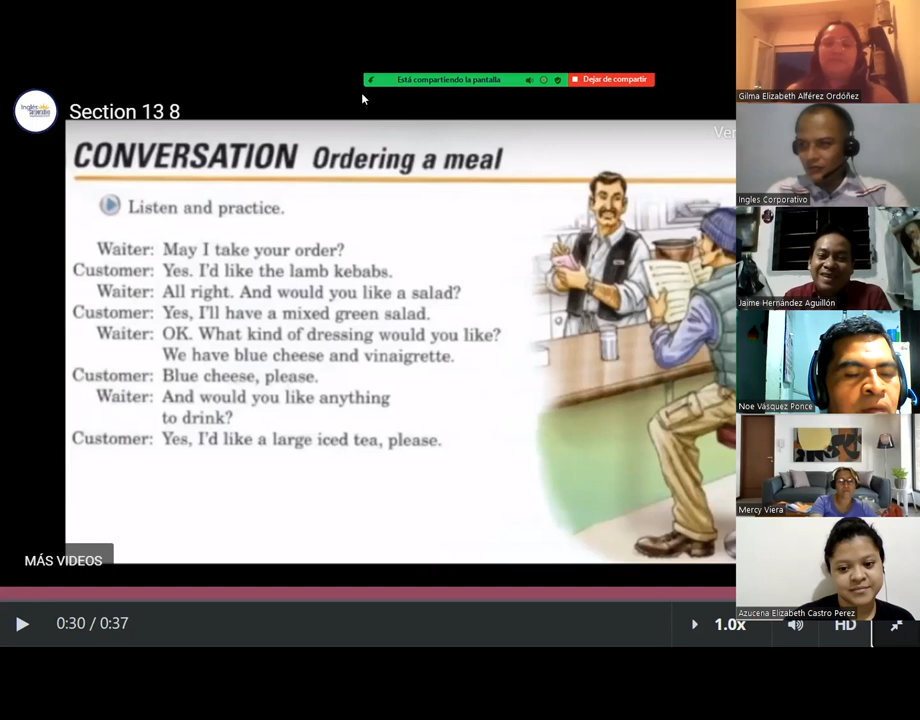 Está compartiendo la pantalla
Dejar de compartir
Section 13 8
CONVERSATION Ordering a meal
Listen and practice.
Waiter: May I take your order?
Customer: Yes. I'd like the lamb kebabs.
Waiter: All right. And would you like a salad?
Customer: Yes, I'll have a mixed green salad.
Waiter: OK. What kind of dressing would you like?
We have blue cheese and vinaigrette.
Customer: Blue cheese, please.
Waiter: And would you like anything
to drink?
Customer: Yes, I'd like a large iced tea, please.
MÁS VIDEOS
0:30 / 0:37
1.0x
HD
Gilma Elizabeth Alférez Ordóñez
Ingles Corporativo
Jaime Hernández Aguillón
Noe Vásquez Ponce
Mercy Viera
Azucena Elizabeth Castro Perez